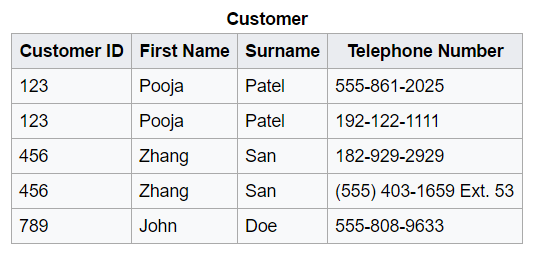 Customer
Customer ID First Name Surname Telephone Number
123 Pooja Patel 555-861-2025
123 Pooja Patel 192-122-1111
456 Zhang San 182-929-2929
456 Zhang San (555) 403-1659 Ext. 53
789 John Doe 555-808-9633